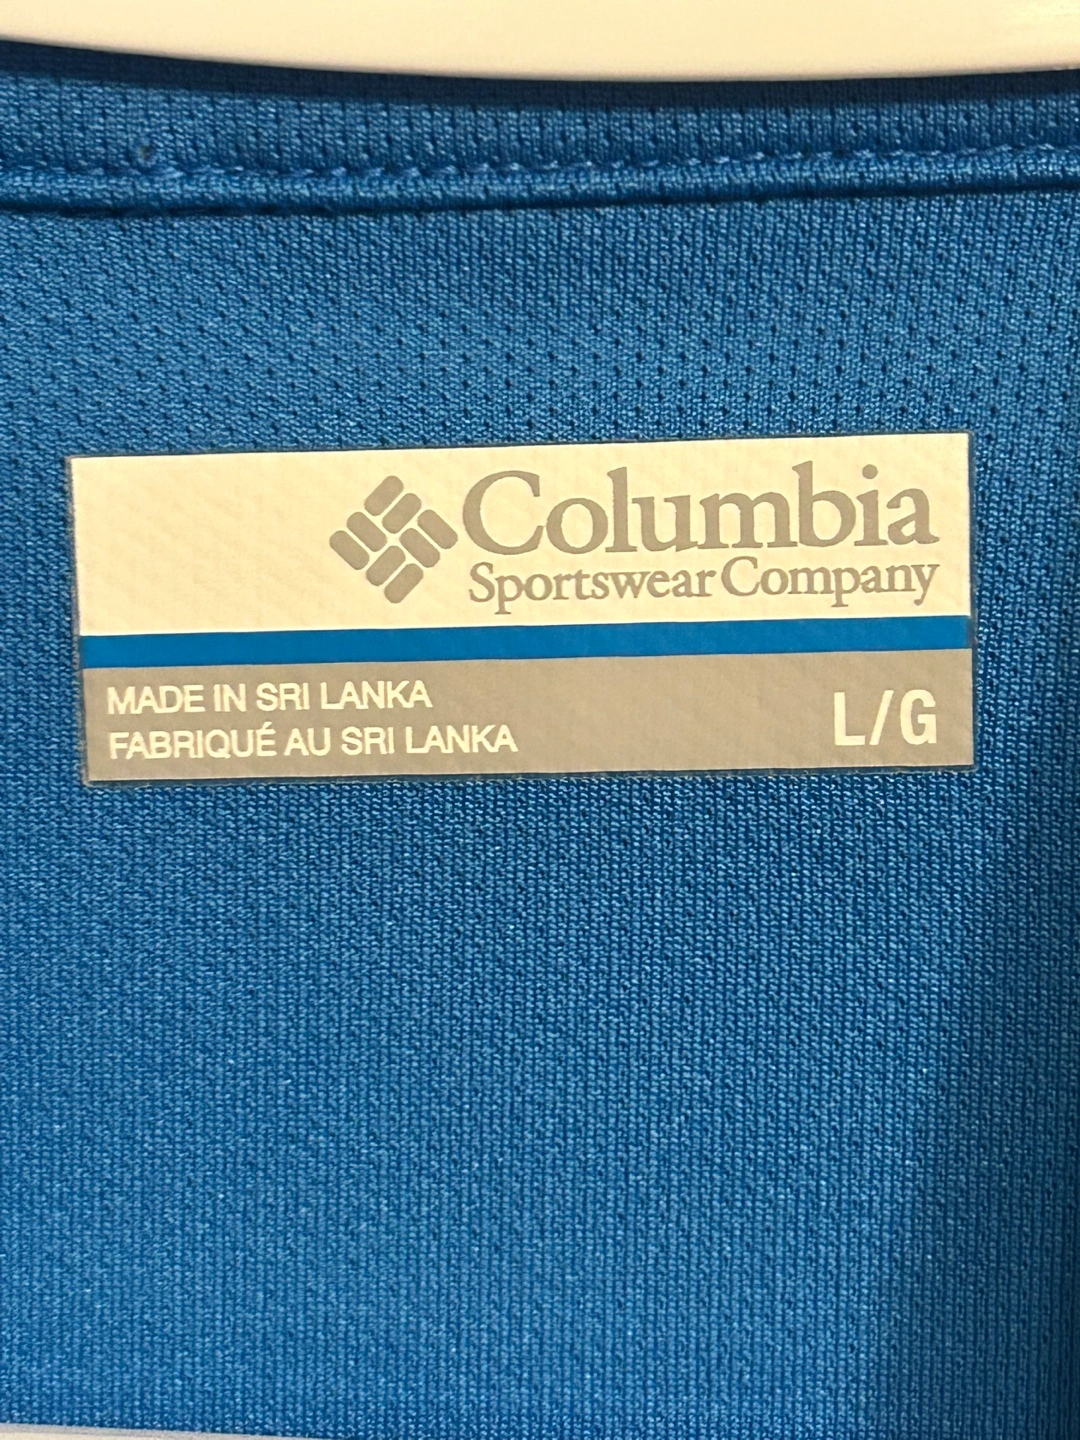 Columbia
Sportswear Company
MADE IN SRI LANKA
FABRIQUÉ AU SRI LANKA
L/G